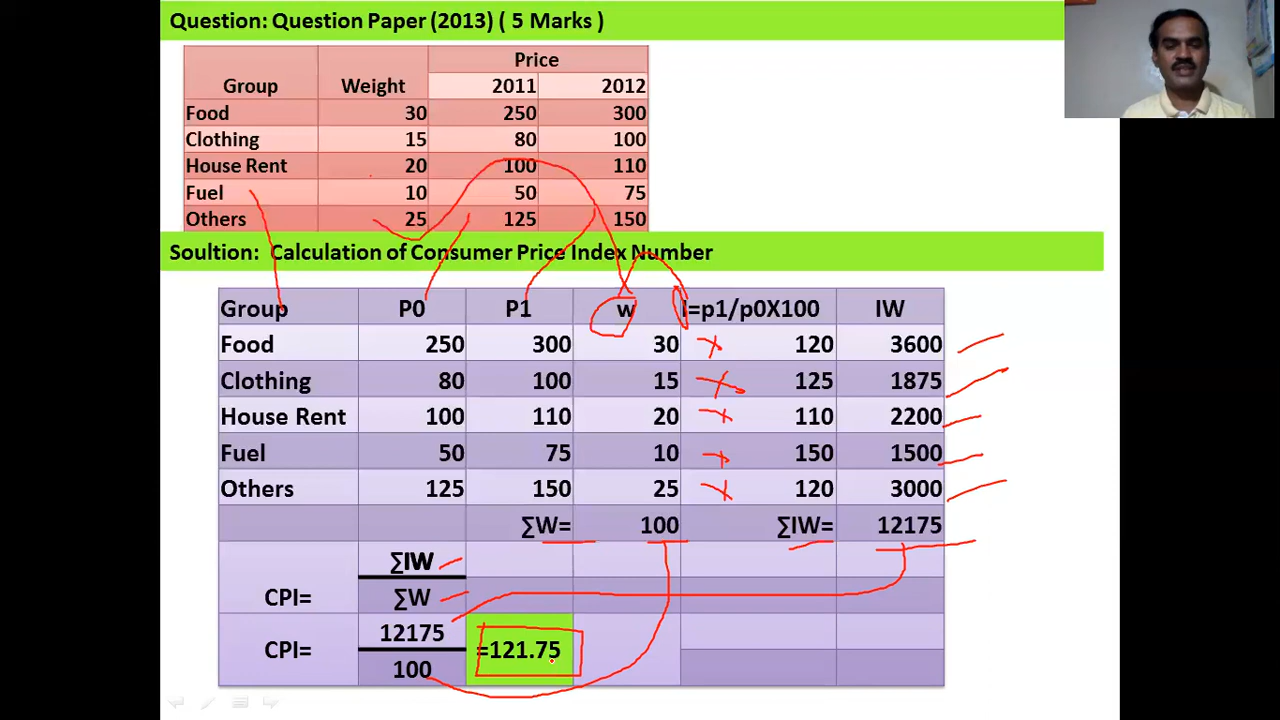 Question: Question Paper (2013) ( 5 Marks )
Group Weight Price
2011 2012
Food 30 250 300
Clothing 15 80 100
House Rent 20 100 110
Fuel 10 50 75
Others 25 125 150
Soultion: Calculation of Consumer Price Index Number
Group P0 P1 w I=p1/p0X100 IW
Food 250 300 30 120 3600
Clothing 80 100 15 125 1875
House Rent 100 110 20 110 2200
Fuel 50 75 10 150 1500
Others 125 150 25 120 3000
∑W= 100 ∑IW= 12175
∑IW
CPI= ∑W
12175
CPI= =121.75
100